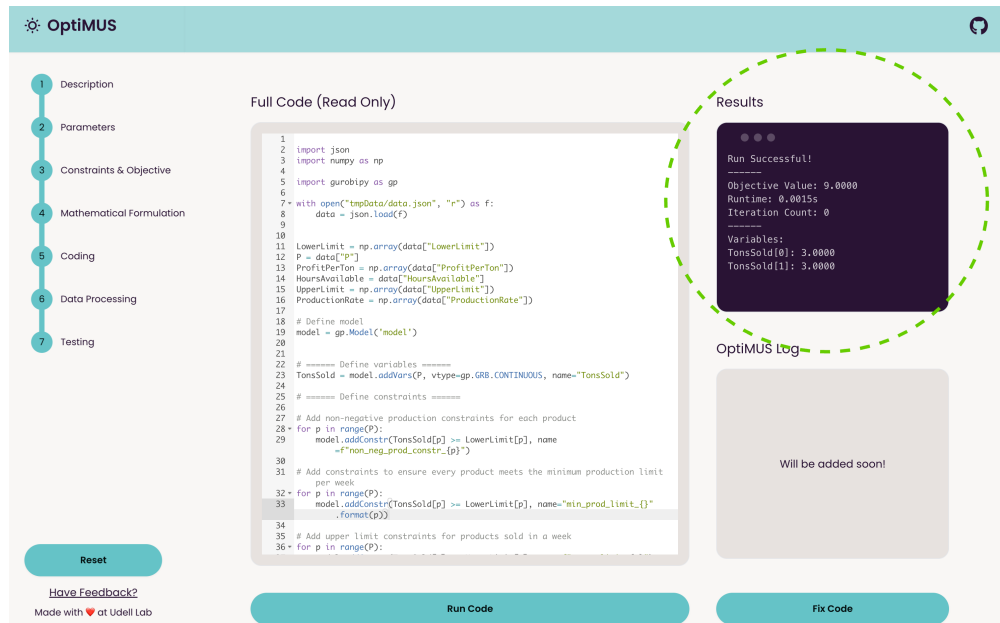 OptiMUS
1 Description
2 Parameters
3 Constraints & Objective
4 Mathematical Formulation
5 Coding
6 Data Processing
7 Testing
Reset
Have Feedback?
Made with ❤️ at Udell Lab
Full Code (Read Only)
1
2 import json
3 import numpy as np
4
5 import gurobipy as gp
6
7 with open("tmpData/data.json", "r") as f:
8     data = json.load(f)
9
10
11 LowerLimit = np.array(data["LowerLimit"])
12 P = data["P"]
13 ProfitPerTon = np.array(data["ProfitPerTon"])
14 HoursAvailable = data["HoursAvailable"]
15 UpperLimit = np.array(data["UpperLimit"])
16 ProductionRate = np.array(data["ProductionRate"])
17
18 # Define model
19 model = gp.Model('model')
20
21
22 # ====== Define variables ======
23 TonsSold = model.addVars(P, vtype=gp.GRB.CONTINUOUS, name="TonsSold")
24
25 # ====== Define constraints ======
26
27 # Add non-negative production constraints for each product
28 for p in range(P):
29     model.addConstr(TonsSold[p] >= LowerLimit[p], name
=f"non_neg_prod_constr_{p}")
30
31 # Add constraints to ensure every product meets the minimum production limit
per week
32 for p in range(P):
33     model.addConstr(TonsSold[p] >= LowerLimit[p], name="min_prod_limit_{}"
.format(p))
34
35 # Add upper limit constraints for products sold in a week
36 for p in range(P):
Run Code
Results
Run Successful!
------
Objective Value: 9.0000
Runtime: 0.0015s
Iteration Count: 0
------
Variables:
TonsSold[0]: 3.0000
TonsSold[1]: 3.0000
OptiMUS Log
Will be added soon!
Fix Code